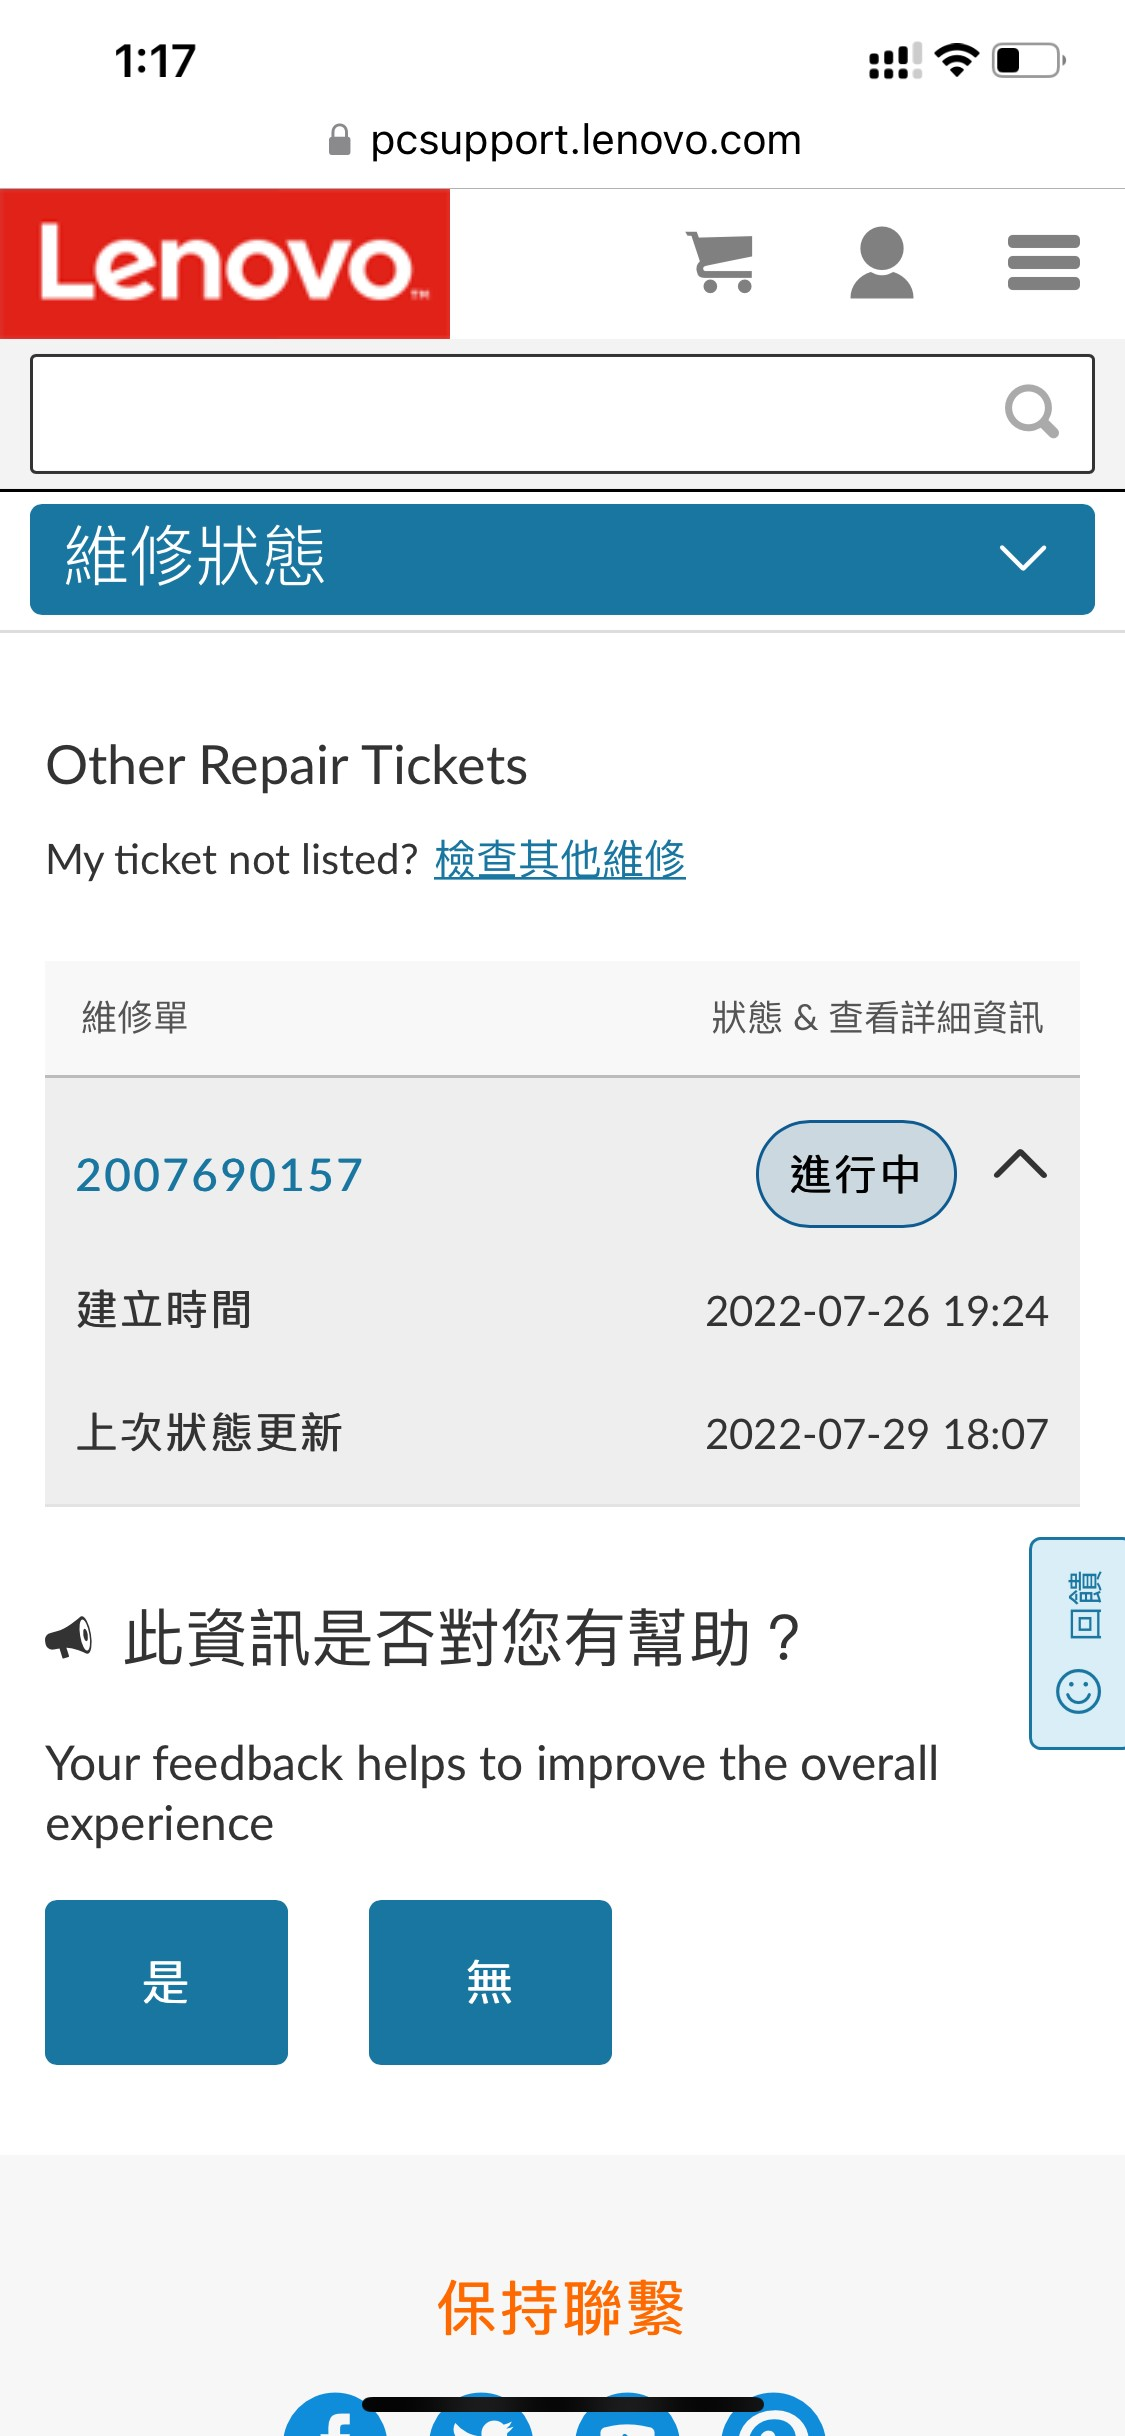 1:17
pcsupport.lenovo.com
Lenovo™
維修狀態
Other Repair Tickets
My ticket not listed? 檢查其他維修
維修單 狀態 & 查看詳細資訊
2007690157 進行中
建立時間 2022-07-26 19:24
上次狀態更新 2022-07-29 18:07
回饋
此資訊是否對您有幫助？
Your feedback helps to improve the overall
experience
是 無
保持聯繫